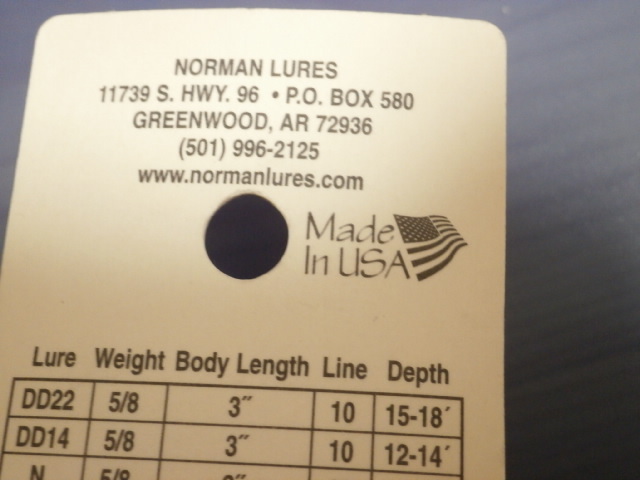 NORMAN LURES
11739 S. HWY. 96 • P.O. BOX 580
GREENWOOD, AR 72936
(501) 996-2125
www.normanlures.com
Made
In USA
Lure Weight Body Length Line Depth
DD22 5/8 3″ 10 15-18′
DD14 5/8 3″ 10 12-14′
N 5/8